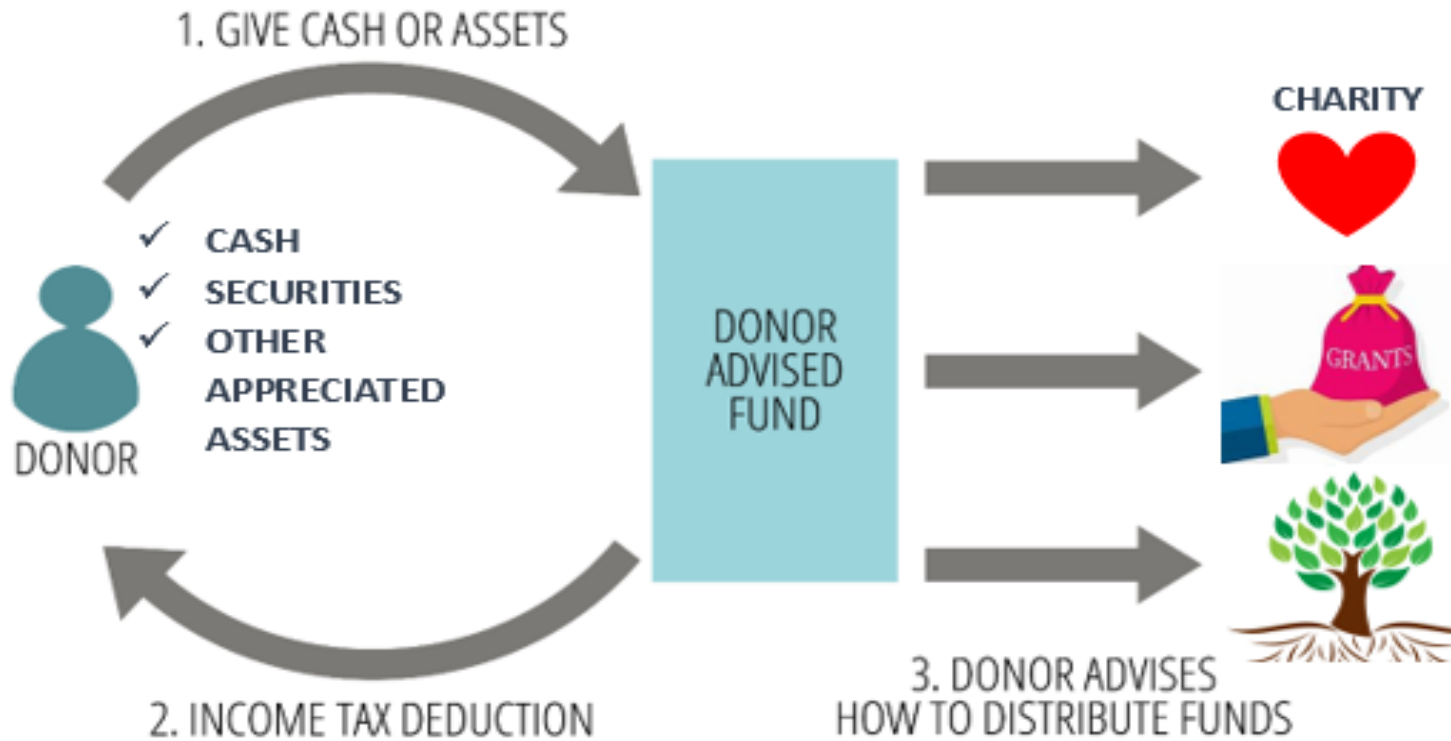 1. GIVE CASH OR ASSETS
CHARITY
✓ CASH
✓ SECURITIES
✓ OTHER
APPRECIATED
ASSETS
DONOR
DONOR
ADVISED
FUND
GRANTS
2. INCOME TAX DEDUCTION
3. DONOR ADVISES
HOW TO DISTRIBUTE FUNDS